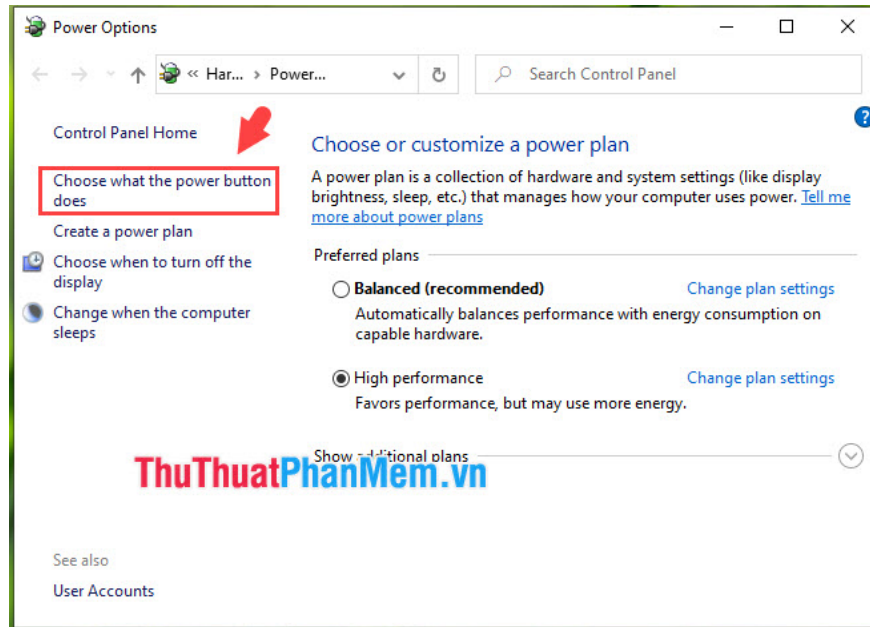 Power Options
« Har... › Power...
Search Control Panel
?
Control Panel Home
Choose what the power button
does
Create a power plan
Choose when to turn off the
display
Change when the computer
sleeps
Choose or customize a power plan
A power plan is a collection of hardware and system settings (like display
brightness, sleep, etc.) that manages how your computer uses power. Tell me
more about power plans
Preferred plans
Balanced (recommended)
Change plan settings
Automatically balances performance with energy consumption on
capable hardware.
High performance
Change plan settings
Favors performance, but may use more energy.
Show additional plans
ThuThuatPhanMem.vn
See also
User Accounts